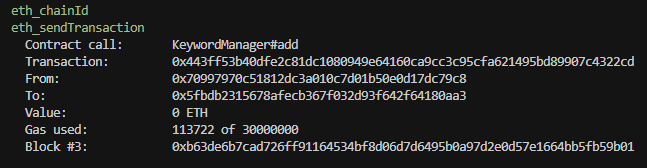 eth_chainId
eth_sendTransaction
Contract call: KeywordManager#add
Transaction: 0x443ff53b40dfe2c81dc1080949e64160ca9cc3c95cfa621495bd89907c4322cd
From: 0x70997970c51812dc3a010c7d01b50e0d17dc79c8
To: 0x5fbdb2315678afecb367f032d93f642f64180aa3
Value: 0 ETH
Gas used: 113722 of 30000000
Block #3: 0xb63de6b7cad726ff91164534bf8d06d7d6495b0a97d2e0d57e1664bb5fb59b01